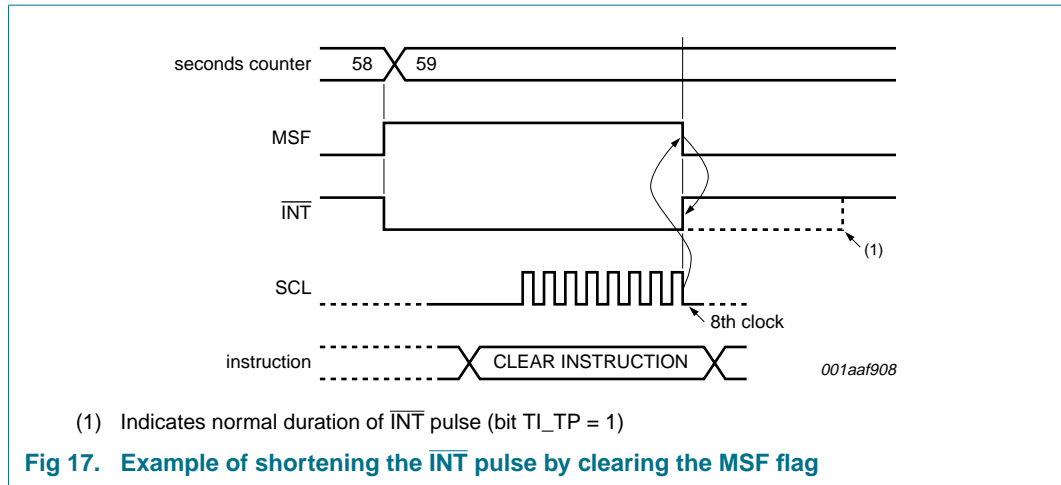 seconds counter 58 59
MSF
INT
(1)
SCL
8th clock
instruction CLEAR INSTRUCTION
001aaf908
(1) Indicates normal duration of INT pulse (bit TI_TP = 1)
Fig 17. Example of shortening the INT pulse by clearing the MSF flag